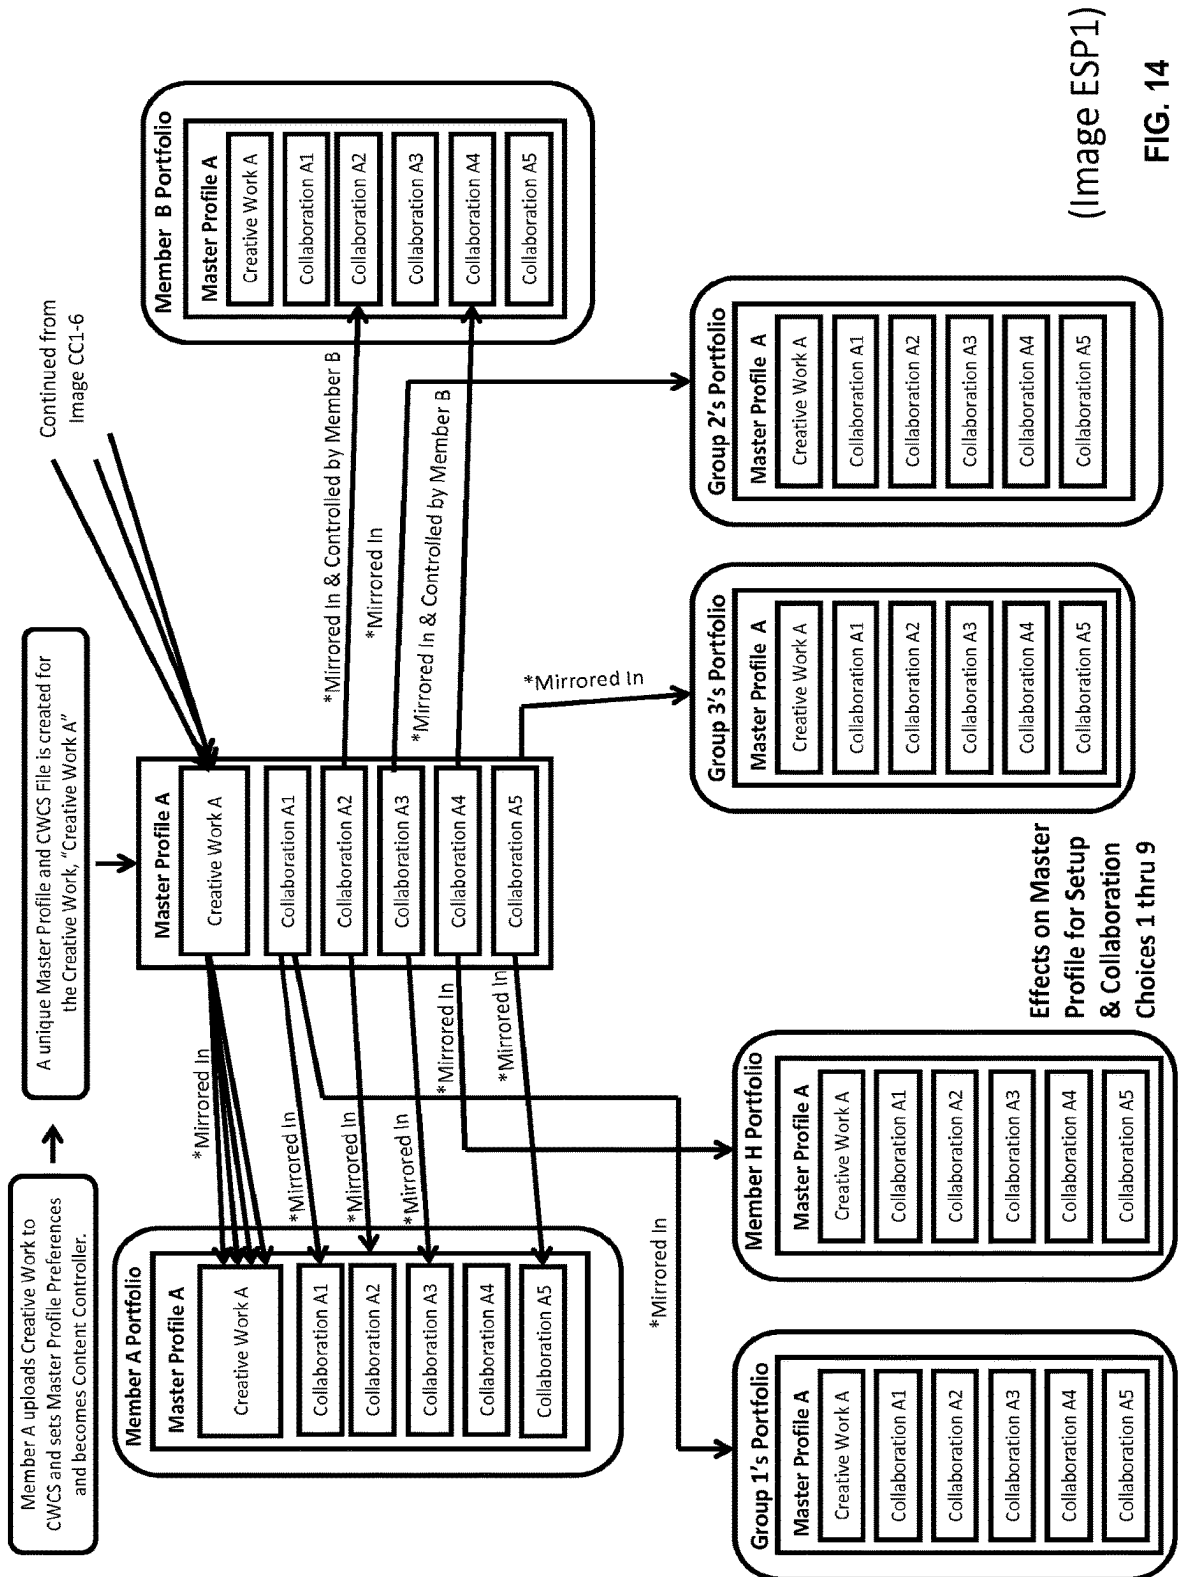 Member A uploads Creative Work to
CWCS and sets Master Profile Preferences
and becomes Content Controller.
A unique Master Profile and CWCS File is created for
the Creative Work, “Creative Work A”
Continued from
Image CC1-6
Member A Portfolio
Master Profile A
Creative Work A
Collaboration A1
Collaboration A2
Collaboration A3
Collaboration A4
Collaboration A5
*Mirrored In
*Mirrored In
*Mirrored In
*Mirrored In
*Mirrored In
*Mirrored In
*Mirrored In
Master Profile A
Creative Work A
Collaboration A1
Collaboration A2
Collaboration A3
Collaboration A4
Collaboration A5
*Mirrored In & Controlled by Member B
*Mirrored In
*Mirrored In & Controlled by Member B
*Mirrored In
Member B Portfolio
Master Profile A
Creative Work A
Collaboration A1
Collaboration A2
Collaboration A3
Collaboration A4
Collaboration A5
Group 1's Portfolio
Master Profile A
Creative Work A
Collaboration A1
Collaboration A2
Collaboration A3
Collaboration A4
Collaboration A5
Member H Portfolio
Master Profile A
Creative Work A
Collaboration A1
Collaboration A2
Collaboration A3
Collaboration A4
Collaboration A5
Effects on Master
Profile for Setup
& Collaboration
Choices 1 thru 9
Group 3's Portfolio
Master Profile A
Creative Work A
Collaboration A1
Collaboration A2
Collaboration A3
Collaboration A4
Collaboration A5
Group 2's Portfolio
Master Profile A
Creative Work A
Collaboration A1
Collaboration A2
Collaboration A3
Collaboration A4
Collaboration A5
(Image ESP1)
FIG. 14